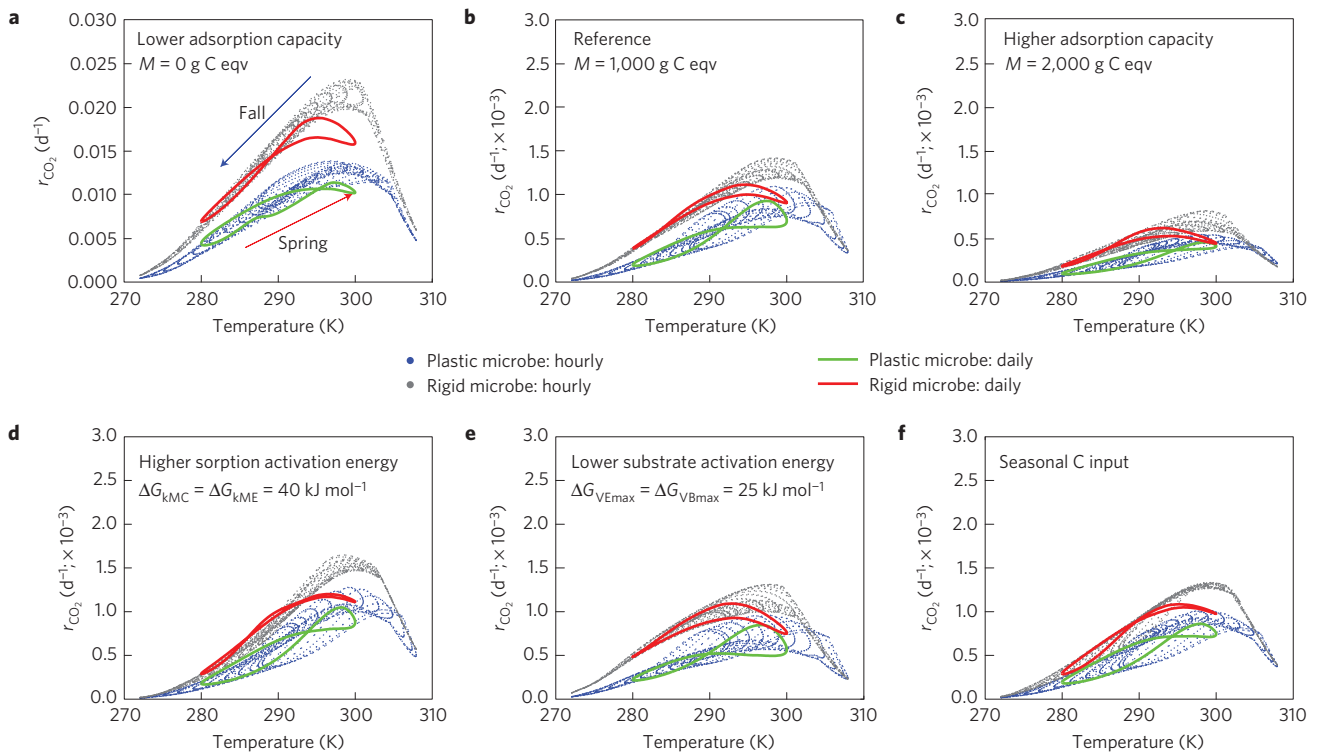 a
Lower adsorption capacity
M = 0 g C eqv
Fall
Spring
0.030
0.025
0.020
0.015
0.010
0.005
0.000
r_CO₂ (d⁻¹)
270 280 290 300 310
Temperature (K)
b
Reference
M = 1,000 g C eqv
3.0
2.5
2.0
1.5
1.0
0.5
0.0
r_CO₂ (d⁻¹; × 10⁻³)
270 280 290 300 310
Temperature (K)
c
Higher adsorption capacity
M = 2,000 g C eqv
3.0
2.5
2.0
1.5
1.0
0.5
0.0
r_CO₂ (d⁻¹; × 10⁻³)
270 280 290 300 310
Temperature (K)
Plastic microbe: hourly
Rigid microbe: hourly
Plastic microbe: daily
Rigid microbe: daily
d
Higher sorption activation energy
ΔG_kMC = ΔG_kME = 40 kJ mol⁻¹
3.0
2.5
2.0
1.5
1.0
0.5
0.0
r_CO₂ (d⁻¹; × 10⁻³)
270 280 290 300 310
Temperature (K)
e
Lower substrate activation energy
ΔG_VEmax = ΔG_VBmax = 25 kJ mol⁻¹
3.0
2.5
2.0
1.5
1.0
0.5
0.0
r_CO₂ (d⁻¹; × 10⁻³)
270 280 290 300 310
Temperature (K)
f
Seasonal C input
3.0
2.5
2.0
1.5
1.0
0.5
0.0
r_CO₂ (d⁻¹; × 10⁻³)
270 280 290 300 310
Temperature (K)